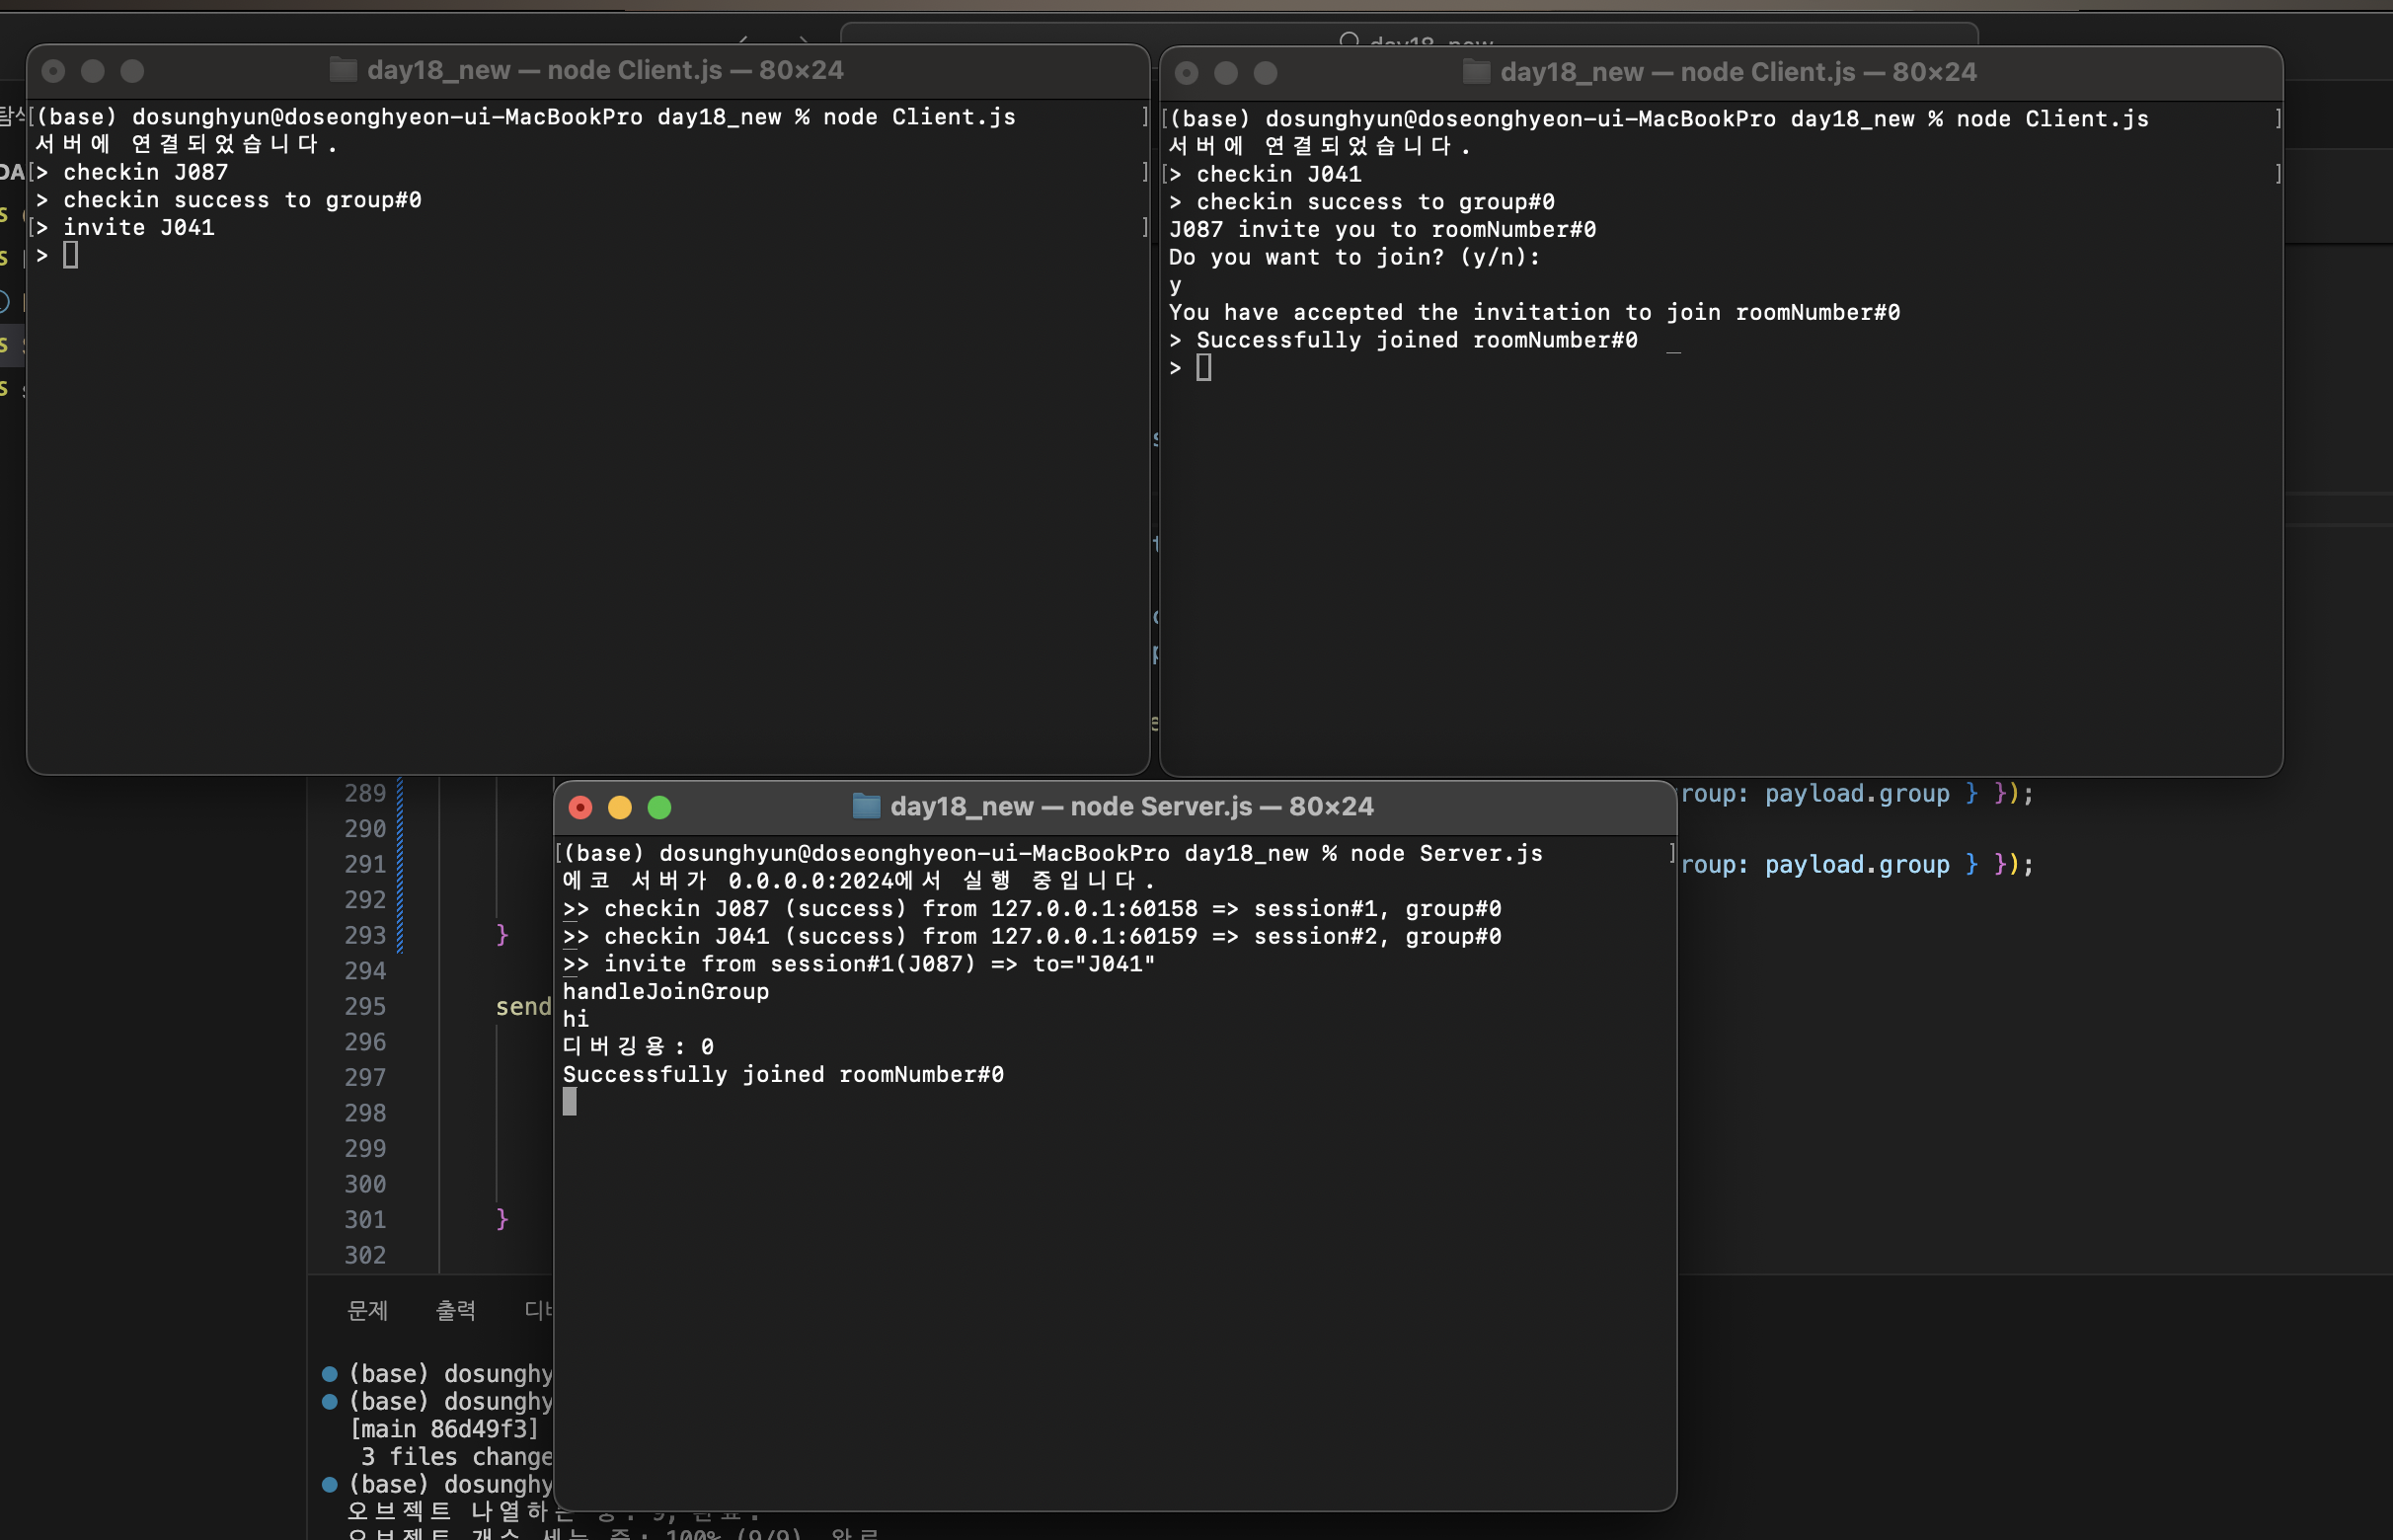 day18_new
day18_new — node Client.js — 80×24
(base) dosunghyun@doseonghyeon-ui-MacBookPro day18_new % node Client.js
서버에 연결되었습니다.
> checkin J087
> checkin success to group#0
> invite J041
>
day18_new — node Client.js — 80×24
(base) dosunghyun@doseonghyeon-ui-MacBookPro day18_new % node Client.js
서버에 연결되었습니다.
> checkin J041
> checkin success to group#0
J087 invite you to roomNumber#0
Do you want to join? (y/n):
y
You have accepted the invitation to join roomNumber#0
> Successfully joined roomNumber#0
>
day18_new — node Server.js — 80×24
(base) dosunghyun@doseonghyeon-ui-MacBookPro day18_new % node Server.js
에코 서버가 0.0.0.0:2024에서 실행 중입니다.
>> checkin J087 (success) from 127.0.0.1:60158 => session#1, group#0
>> checkin J041 (success) from 127.0.0.1:60159 => session#2, group#0
>> invite from session#1(J087) => to="J041"
handleJoinGroup
hi
디버깅용: 0
Successfully joined roomNumber#0
289 roup: payload.group } });
290
291 roup: payload.group } });
292
293 }
294
295 send
296
297
298
299
300
301 }
302
문제 출력
(base) dosunghy
(base) dosunghy
[main 86d49f3]
3 files change
(base) dosunghy
오브젝트 나열하는 중: 9, 완료.
오브젝트 개수 세는 중: 100% (9/9), 완료